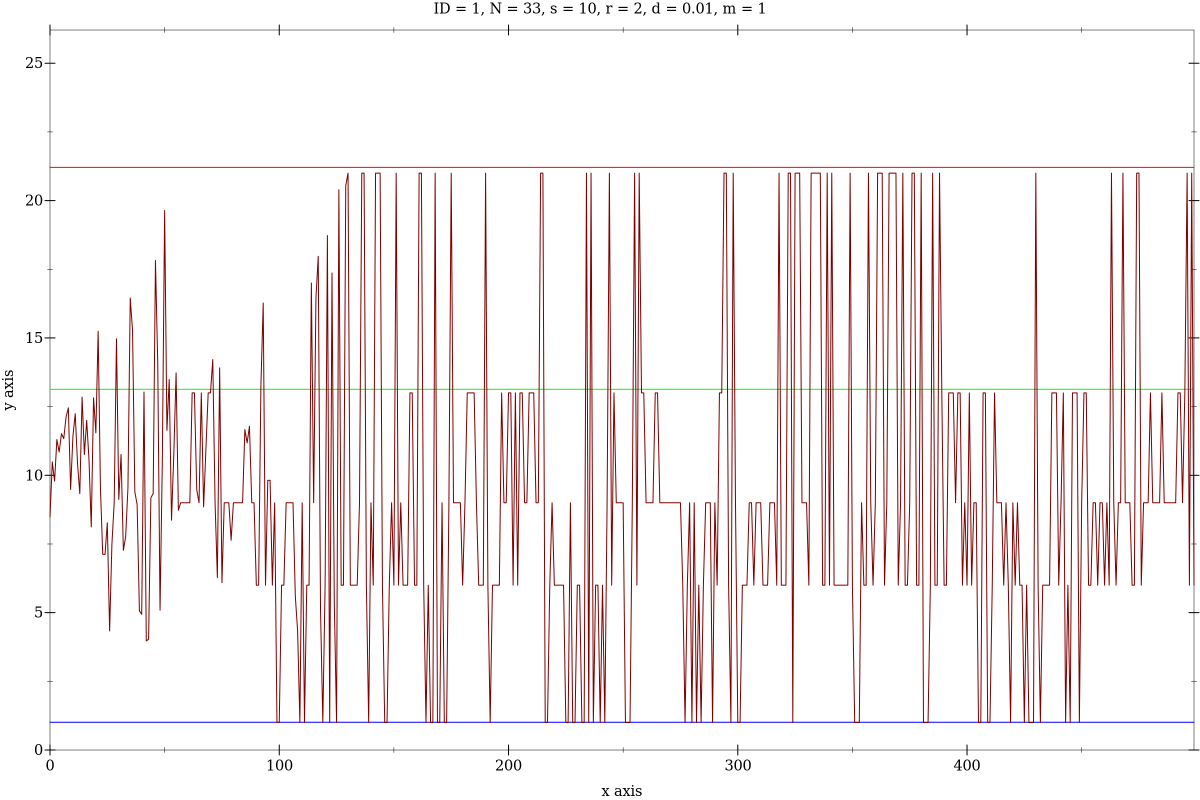 ID = 1, N = 33, s = 10, r = 2, d = 0.01, m = 1
25
20
15
10
5
0
y axis
0 100 200 300 400
x axis